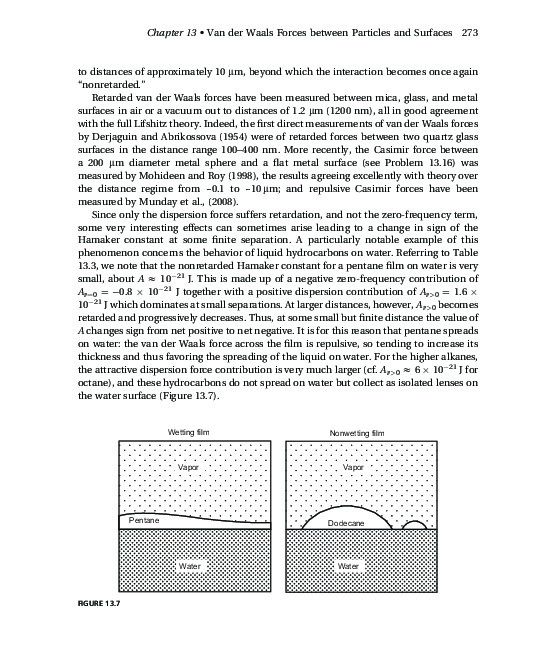 Chapter 13 • Van der Waals Forces between Particles and Surfaces 273
to distances of approximately 10 μm, beyond which the interaction becomes once again
“nonretarded.”
Retarded van der Waals forces have been measured between mica, glass, and metal
surfaces in air or a vacuum out to distances of 1.2 μm (1200 nm), all in good agreement
with the full Lifshitz theory. Indeed, the first direct measurements of van der Waals forces
by Derjaguin and Abrikossova (1954) were of retarded forces between two quartz glass
surfaces in the distance range 100–400 nm. More recently, the Casimir force between
a 200 μm diameter metal sphere and a flat metal surface (see Problem 13.16) was
measured by Mohideen and Roy (1998), the results agreeing excellently with theory over
the distance regime from ~0.1 to ~10 μm; and repulsive Casimir forces have been
measured by Munday et al., (2008).
Since only the dispersion force suffers retardation, and not the zero-frequency term,
some very interesting effects can sometimes arise leading to a change in sign of the
Hamaker constant at some finite separation. A particularly notable example of this
phenomenon concerns the behavior of liquid hydrocarbons on water. Referring to Table
13.3, we note that the nonretarded Hamaker constant for a pentane film on water is very
small, about A ≈ 10⁻²¹ J. This is made up of a negative zero-frequency contribution of
Aᵥ₌₀ = −0.8 × 10⁻²¹ J together with a positive dispersion contribution of Aᵥ>₀ = 1.6 ×
10⁻²¹ J which dominates at small separations. At larger distances, however, Aᵥ>₀ becomes
retarded and progressively decreases. Thus, at some small but finite distance the value of
A changes sign from net positive to net negative. It is for this reason that pentane spreads
on water: the van der Waals force across the film is repulsive, so tending to increase its
thickness and thus favoring the spreading of the liquid on water. For the higher alkanes,
the attractive dispersion force contribution is very much larger (cf. Aᵥ>₀ ≈ 6 × 10⁻²¹ J for
octane), and these hydrocarbons do not spread on water but collect as isolated lenses on
the water surface (Figure 13.7).
Wetting film
Vapor
Pentane
Water
Nonwetting film
Vapor
Dodecane
Water
FIGURE 13.7